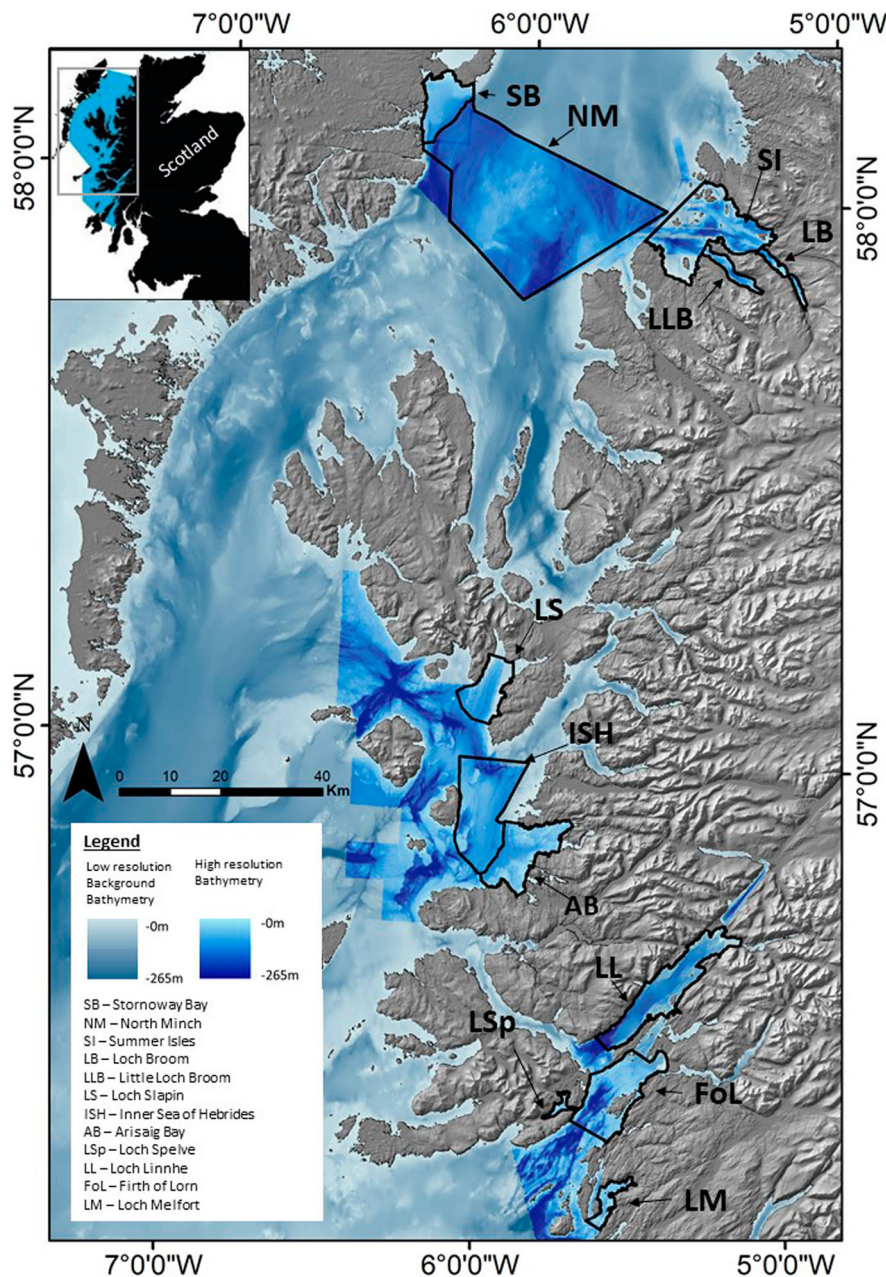 7°0'0"W 6°0'0"W 5°0'0"W
58°0'0"N
58°0'0"N
57°0'0"N
57°0'0"N
Scotland
SB
NM
SI
LB
LLB
LS
ISH
N
0 10 20 40
Km
AB
LL
LSp
FoL
LM
Legend
Low resolution
Background
Bathymetry
High resolution
Bathymetry
-0m
-265m
-0m
-265m
SB – Stornoway Bay
NM – North Minch
SI – Summer Isles
LB – Loch Broom
LLB – Little Loch Broom
LS – Loch Slapin
ISH – Inner Sea of Hebrides
AB – Arisaig Bay
LSp – Loch Spelve
LL – Loch Linnhe
FoL – Firth of Lorn
LM – Loch Melfort
7°0'0"W 6°0'0"W 5°0'0"W